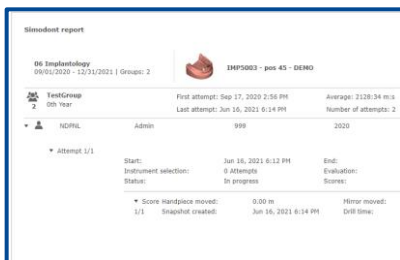 Simodont report
06 Implantology
09/01/2020 - 12/31/2021 | Groups: 2
IMP5003 - pos 45 - DEMO
TestGroup First attempt: Sep 17, 2020 2:56 PM Average: 2128:34 m:s
2 0th Year Last attempt: Jun 16, 2021 6:14 PM Number of attempts: 2
NDPNL Admin 999 2020
Attempt 1/1
Start: Jun 16, 2021 6:12 PM End:
Instrument selection: 0 Attempts Evaluation:
Status: In progress Scores:
Score Handpiece moved: 0.00 m Mirror moved:
1/1 Snapshot created: Jun 16, 2021 6:14 PM Drill time: